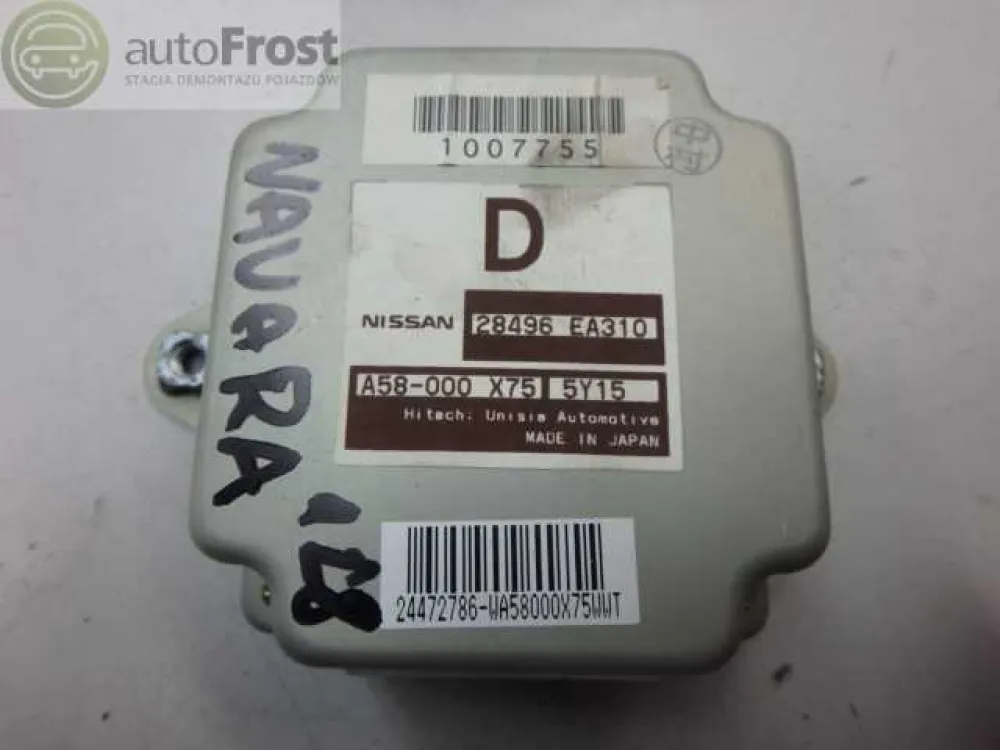 autoFrost
STACJA DEMONTAŻU POJAZDÓW
1007755
D
NISSAN
28496 EA310
A58-000 X75 5Y15
Hitach: Unisia Automotive
MADE IN JAPAN
24472786-WA58000X75WWT
NAVARA '08